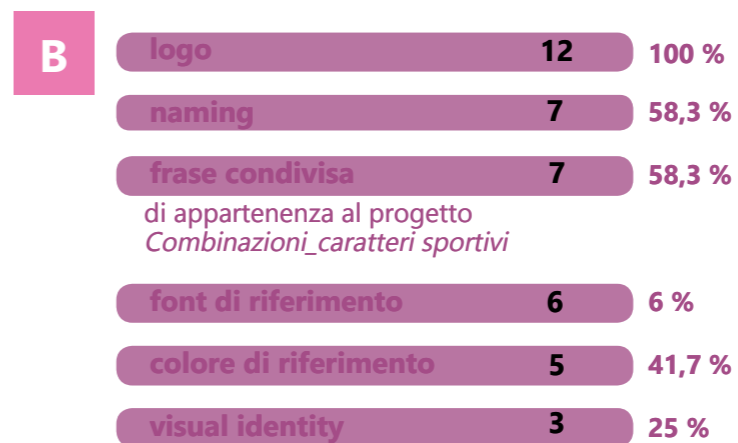 B
logo 12 100 %
naming 7 58,3 %
frase condivisa 7 58,3 %
di appartenenza al progetto
Combinazioni_caratteri sportivi
font di riferimento 6 6 %
colore di riferimento 5 41,7 %
visual identity 3 25 %